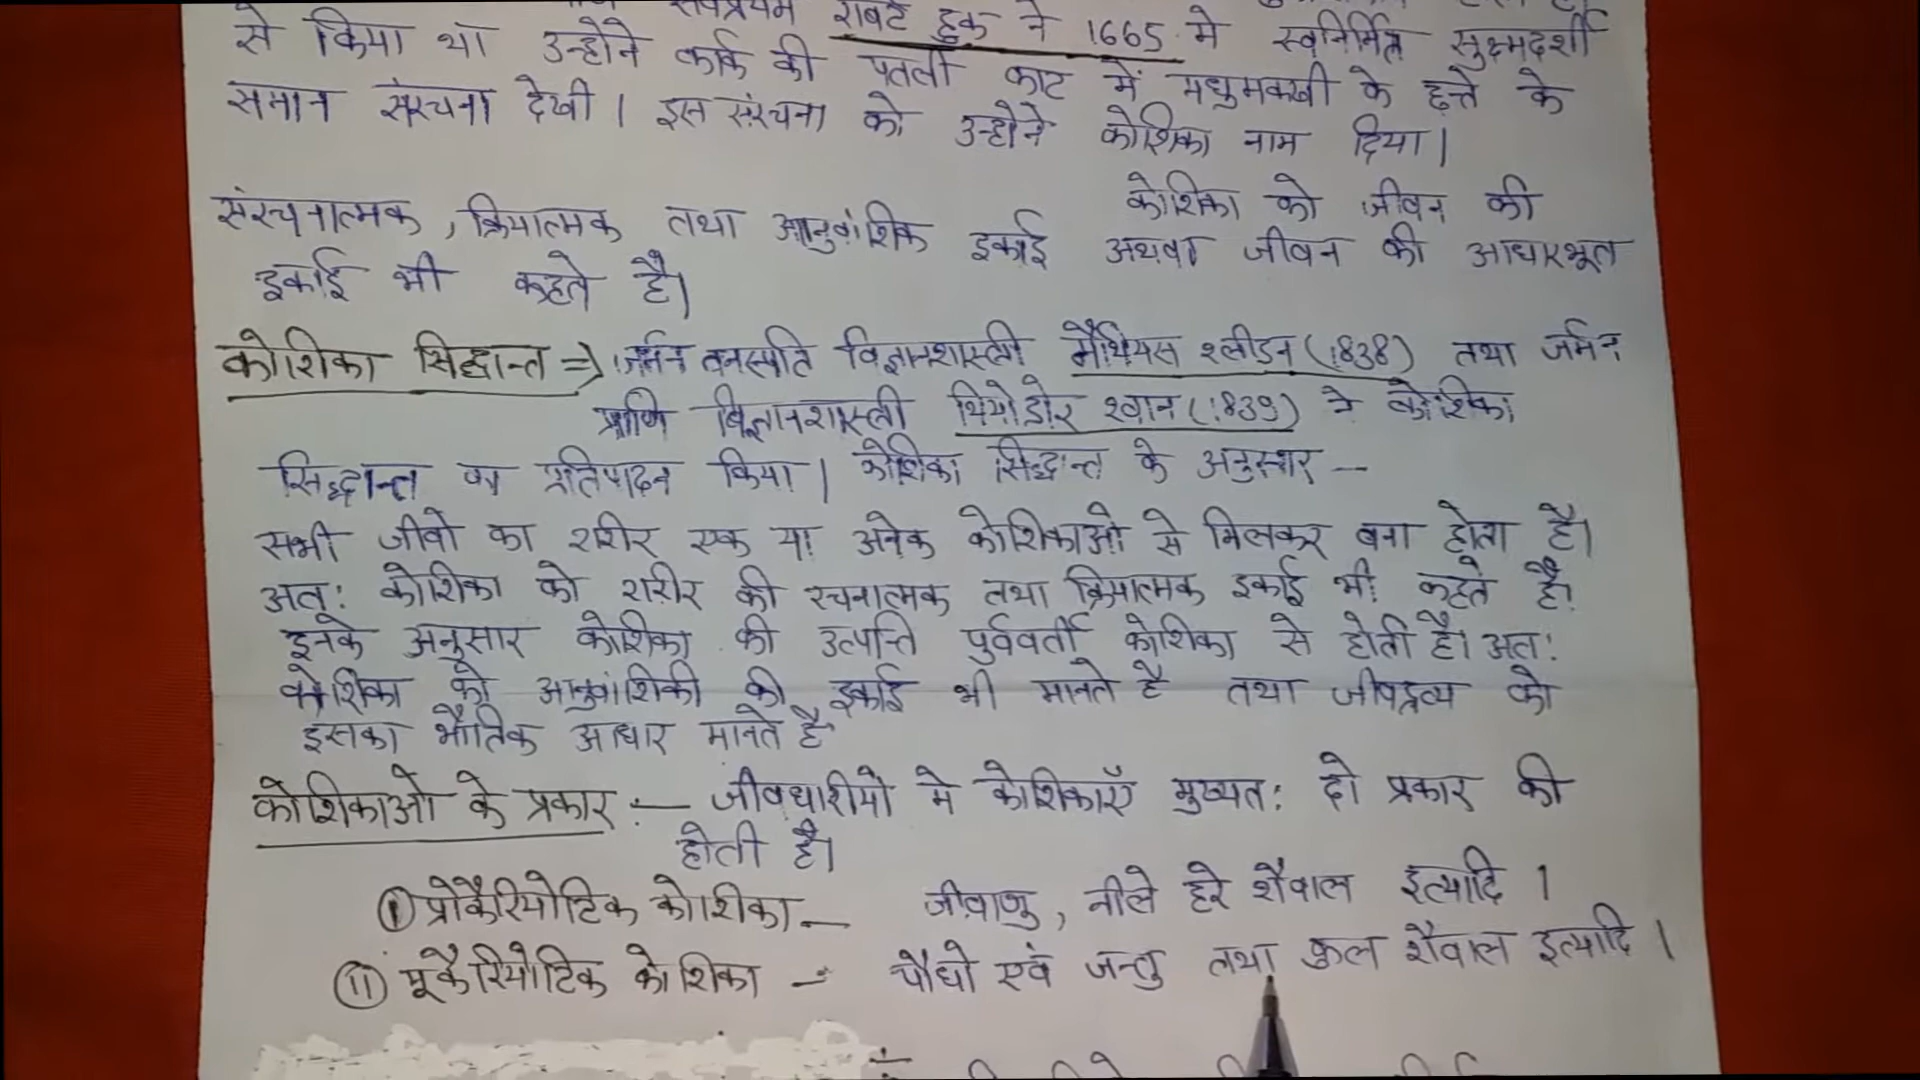 सर्वप्रथम राबर्ट हुक ने 1665 मे स्वनिर्मित सुक्ष्मदर्शी
से किया था उन्होने कार्क की पतली काट में मधुमक्खी के छत्ते के
समान संरचना देखी। इस संरचना को उन्होने कोशिका नाम दिया।
कोशिका को जीवन की
संरचनात्मक, क्रियात्मक तथा आनुवांशिक इकाई अथवा जीवन की आधारभूत
इकाई भी कहते है।
कोशिका सिद्धान्त => जर्मन वनस्पति विज्ञानशास्त्री मैथियस श्लीडन (1838) तथा जर्मन
प्राणि विज्ञानशास्त्री थियोडोर श्वान (1839) ने कोशिका
सिद्धान्त का प्रतिपादन किया। कोशिका सिद्धान्त के अनुसार —
सभी जीवो का शरीर एक या अनेक कोशिकाओ से मिलकर बना होता है।
अत: कोशिका को शरीर की रचनात्मक तथा क्रियात्मक इकाई भी कहते है।
इनके अनुसार कोशिका की उत्पत्ति पुर्ववर्ती कोशिका से होती है। अत:
कोशिका को आनुवांशिकी की इकाई भी मानते है तथा जीवद्रव्य को
इसका भौतिक आधार मानते है
कोशिकाओ के प्रकार :— जीवधारीयो मे कोशिकाएँ मुख्यत: दो प्रकार की
होती है।
(i) प्रोकैरियोटिक कोशिका — जीवाणु, नीले हरे शैवाल इत्यादि।
(ii) यूकैरियोटिक कोशिका — पौधो एवं जन्तु तथा कुल शैवाल इत्यादि।